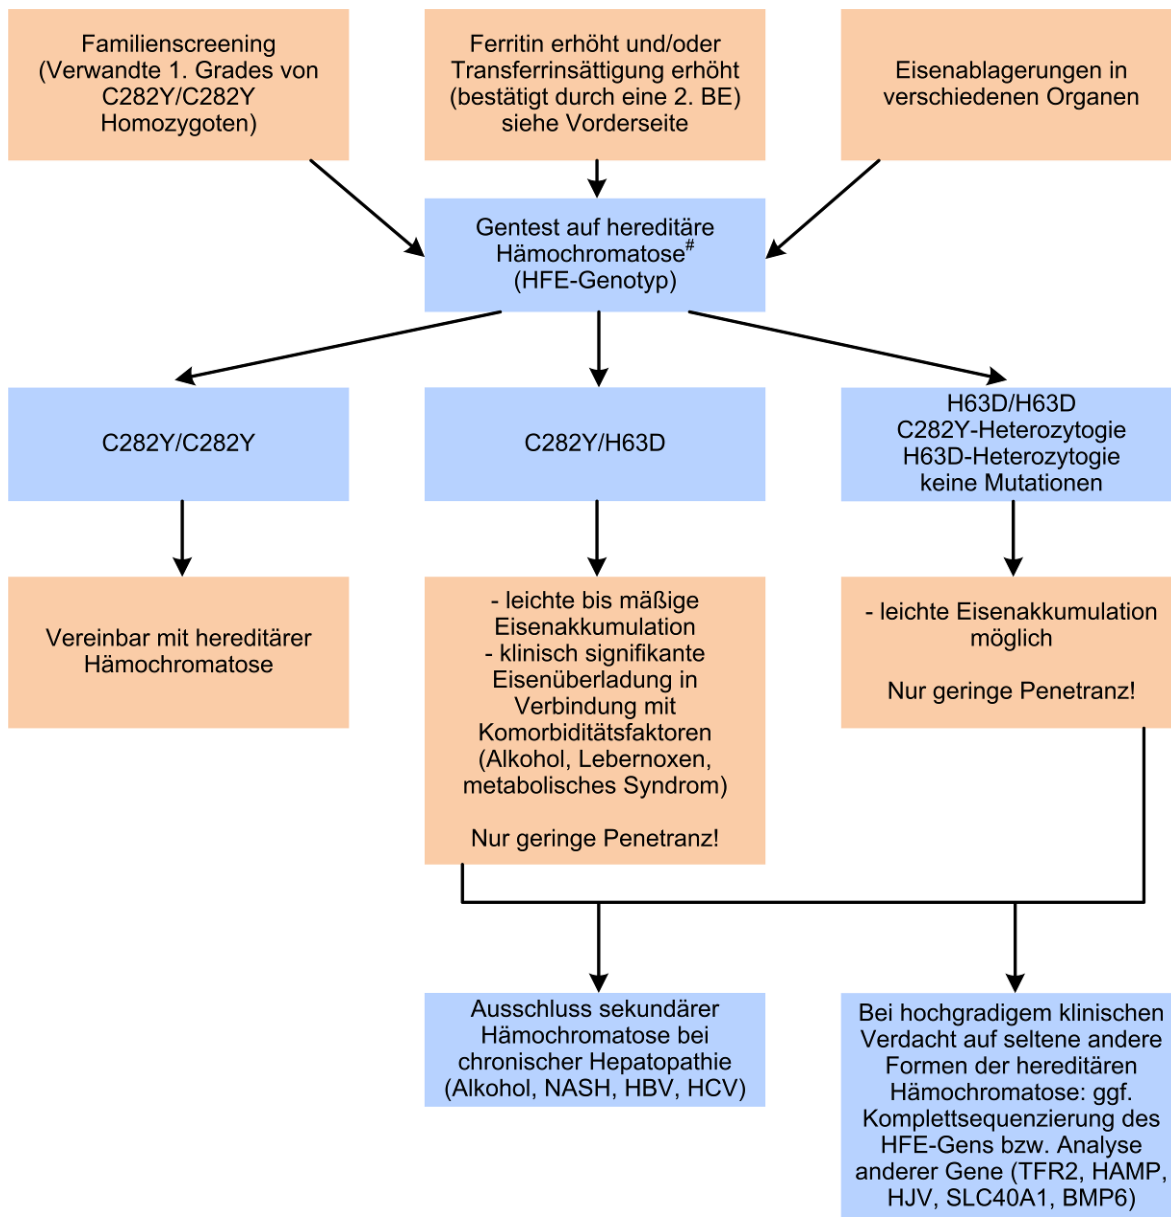 Familienscreening
(Verwandte 1. Grades von
C282Y/C282Y
Homozygoten)
Ferritin erhöht und/oder
Transferrinsättigung erhöht
(bestätigt durch eine 2. BE)
siehe Vorderseite
Eisenablagerungen in
verschiedenen Organen
Gentest auf hereditäre
Hämochromatose#
(HFE-Genotyp)
C282Y/C282Y
C282Y/H63D
H63D/H63D
C282Y-Heterozytogie
H63D-Heterozytogie
keine Mutationen
Vereinbar mit hereditärer
Hämochromatose
- leichte bis mäßige
Eisenakkumulation
- klinisch signifikante
Eisenüberladung in
Verbindung mit
Komorbiditätsfaktoren
(Alkohol, Lebernoxen,
metabolisches Syndrom)
Nur geringe Penetranz!
- leichte Eisenakkumulation
möglich
Nur geringe Penetranz!
Ausschluss sekundärer
Hämochromatose bei
chronischer Hepatopathie
(Alkohol, NASH, HBV, HCV)
Bei hochgradigem klinischen
Verdacht auf seltene andere
Formen der hereditären
Hämochromatose: ggf.
Komplettsequenzierung des
HFE-Gens bzw. Analyse
anderer Gene (TFR2, HAMP,
HJV, SLC40A1, BMP6)